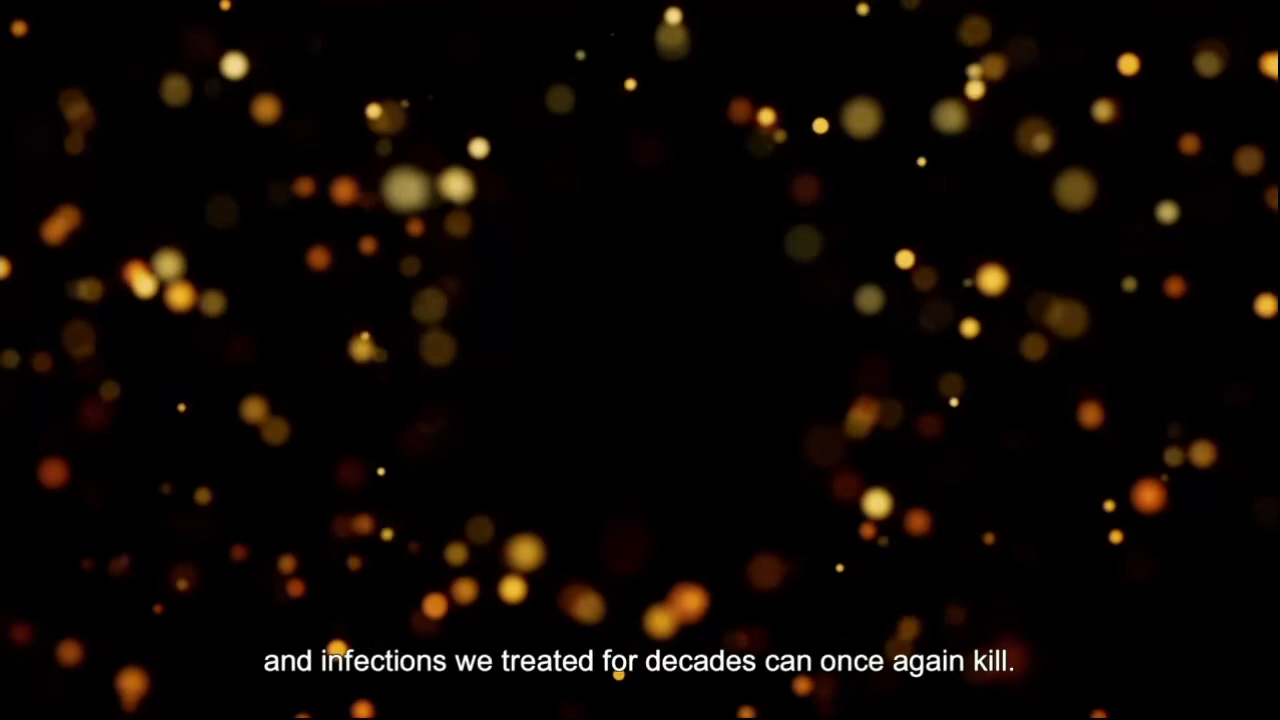 and infections we treated for decades can once again kill.